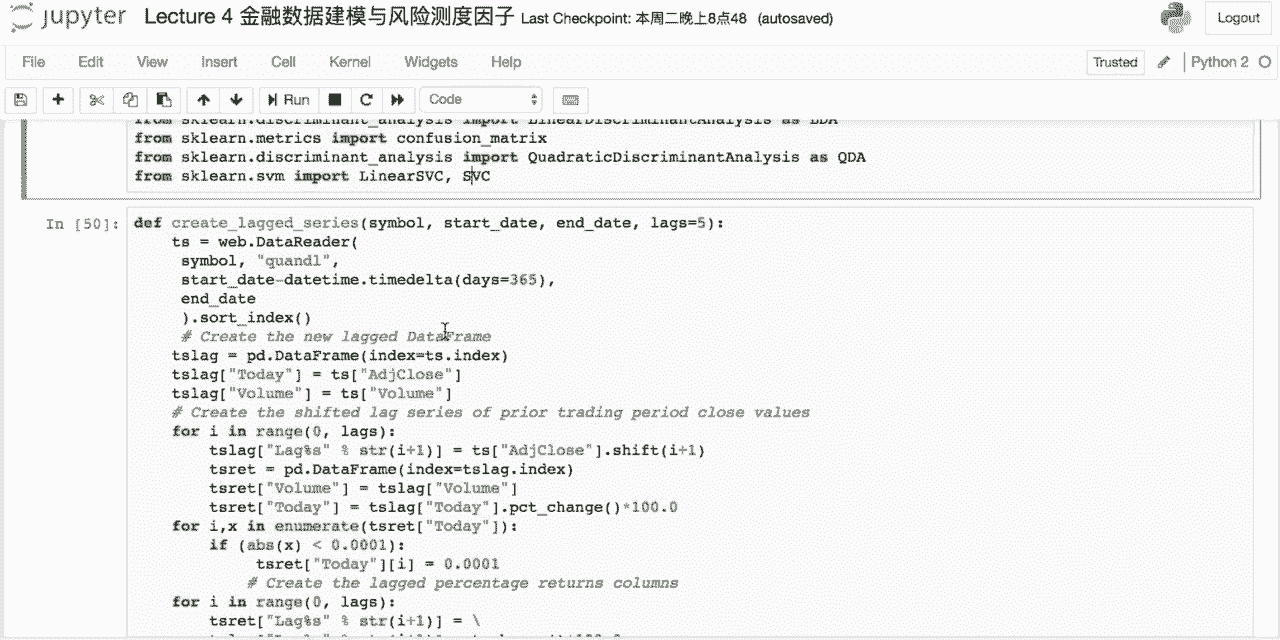 jupyter Lecture 4 金融数据建模与风险测度因子 Last Checkpoint: 本周二晚上8点48 (autosaved)
Logout
File Edit View Insert Cell Kernel Widgets Help
Trusted Python 2
Run Code
from sklearn.discriminant_analysis import LinearDiscriminantAnalysis as LDA
from sklearn.metrics import confusion_matrix
from sklearn.discriminant_analysis import QuadraticDiscriminantAnalysis as QDA
from sklearn.svm import LinearSVC, SVC
In [50]:
def create_lagged_series(symbol, start_date, end_date, lags=5):
ts = web.DataReader(
symbol, "quandl",
start_date-datetime.timedelta(days=365),
end_date
).sort_index()
# Create the new lagged DataFrame
tslag = pd.DataFrame(index=ts.index)
tslag["Today"] = ts["AdjClose"]
tslag["Volume"] = ts["Volume"]
# Create the shifted lag series of prior trading period close values
for i in range(0, lags):
tslag["Lag%s" % str(i+1)] = ts["AdjClose"].shift(i+1)
tsret = pd.DataFrame(index=tslag.index)
tsret["Volume"] = tslag["Volume"]
tsret["Today"] = tslag["Today"].pct_change()*100.0
for i,x in enumerate(tsret["Today"]):
if (abs(x) < 0.0001):
tsret["Today"][i] = 0.0001
# Create the lagged percentage returns columns
for i in range(0, lags):
tsret["Lag%s" % str(i+1)] = \